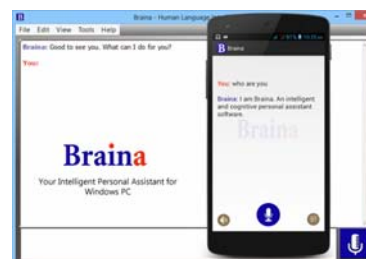 Braina - Human Language
File Edit View Tools Help
Braina: Good to see you. What can I do for you?
You:
Braina
Your Intelligent Personal Assistant for
Windows PC
Braina
You: who are you
Braina: I am Braina. An intelligent
and cognitive personal assistant
software.
Braina